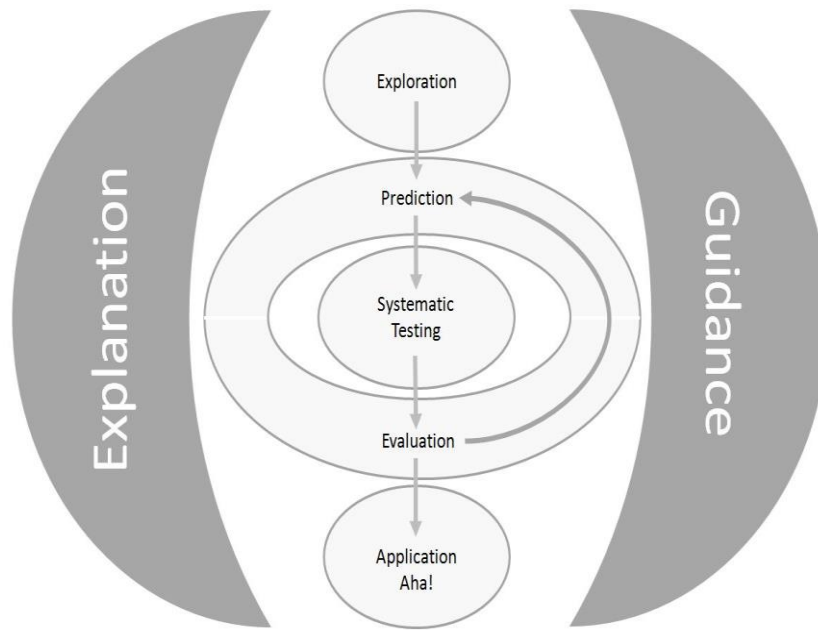 Exploration
Prediction
Systematic
Testing
Evaluation
Application
Aha!
Explanation
Guidance